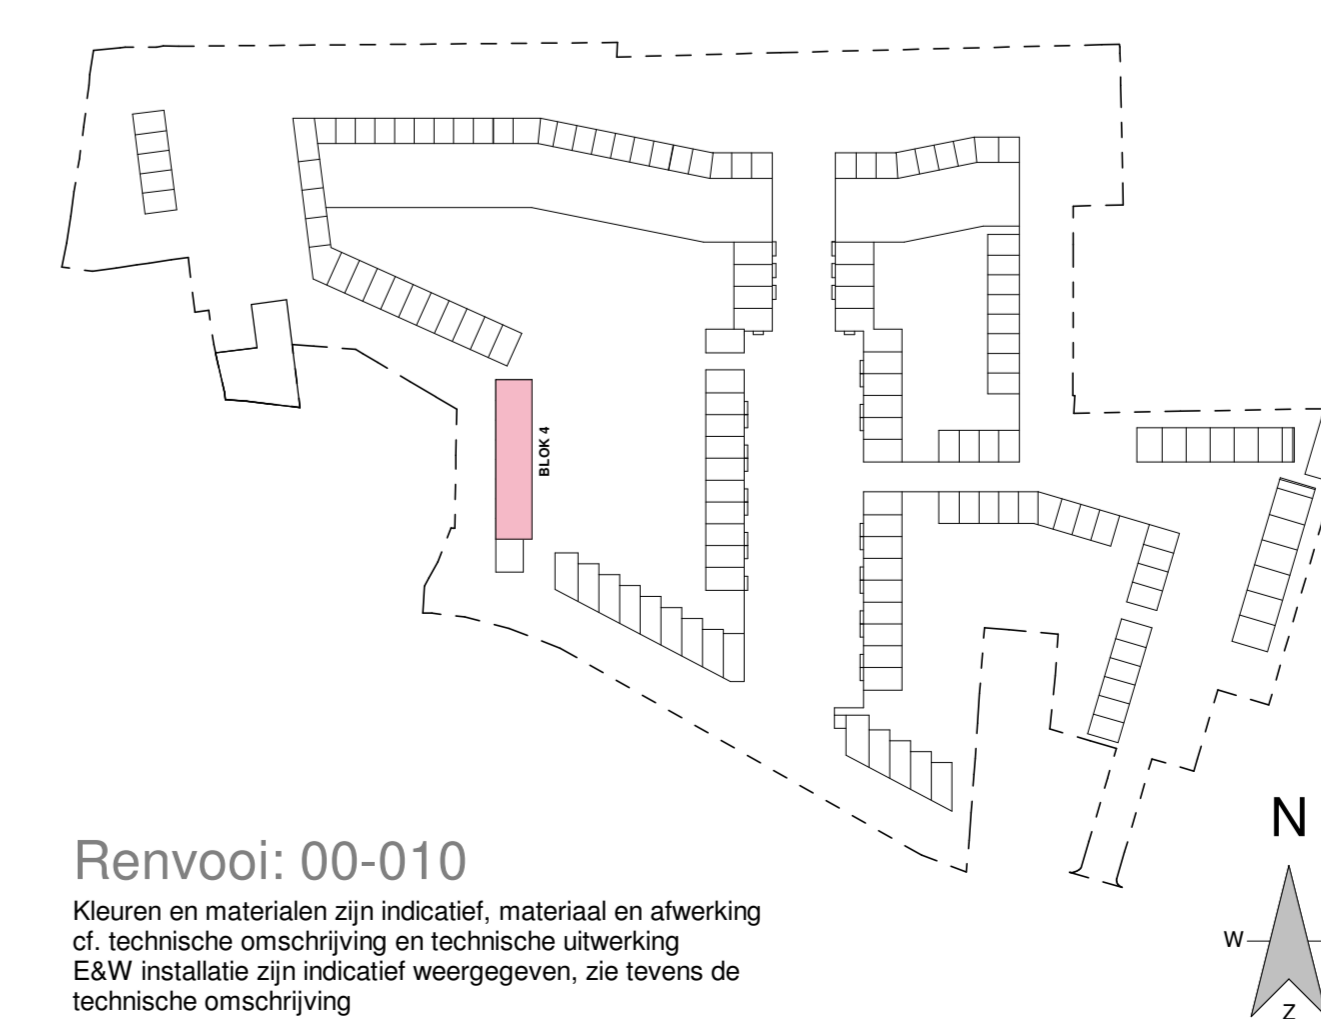 BLOK 4
N
W
Z
Renvooi: 00-010
Kleuren en materialen zijn indicatief, materiaal en afwerking
cf. technische omschrijving en technische uitwerking
E&W installatie zijn indicatief weergegeven, zie tevens de
technische omschrijving